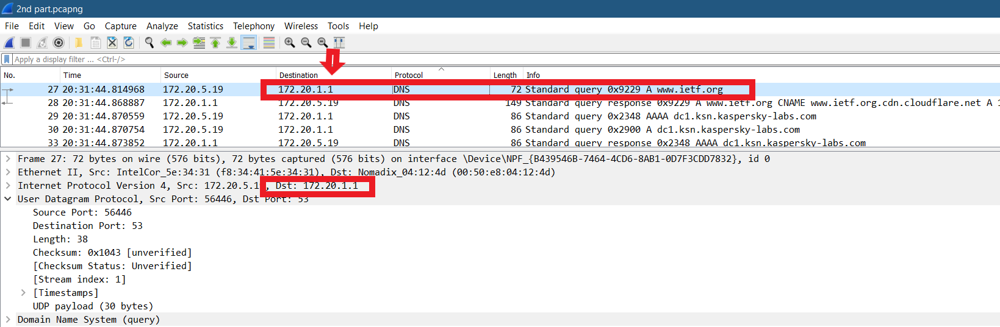 2nd part.pcapng
File Edit View Go Capture Analyze Statistics Telephony Wireless Tools Help
Apply a display filter ... <Ctrl-/>
No. Time Source Destination Protocol Length Info
27 20:31:44.814968 172.20.5.19 172.20.1.1 DNS 72 Standard query 0x9229 A www.ietf.org
28 20:31:44.868887 172.20.1.1 172.20.5.19 DNS 149 Standard query response 0x9229 A www.ietf.org CNAME www.ietf.org.cdn.cloudflare.net A 1
29 20:31:44.870559 172.20.5.19 172.20.1.1 DNS 86 Standard query 0x2348 AAAA dc1.ksn.kaspersky-labs.com
30 20:31:44.870754 172.20.5.19 172.20.1.1 DNS 86 Standard query 0x2900 A dc1.ksn.kaspersky-labs.com
33 20:31:44.873852 172.20.1.1 172.20.5.19 DNS 86 Standard query response 0x2348 AAAA dc1.ksn.kaspersky-labs.com
Frame 27: 72 bytes on wire (576 bits), 72 bytes captured (576 bits) on interface \Device\NPF_{B439546B-7464-4CD6-8AB1-0D7F3CDD7832}, id 0
Ethernet II, Src: IntelCor_5e:34:31 (f8:34:41:5e:34:31), Dst: Nomadix_04:12:4d (00:50:e8:04:12:4d)
Internet Protocol Version 4, Src: 172.20.5.1 , Dst: 172.20.1.1
User Datagram Protocol, Src Port: 56446, Dst Port: 53
Source Port: 56446
Destination Port: 53
Length: 38
Checksum: 0x1043 [unverified]
[Checksum Status: Unverified]
[Stream index: 1]
[Timestamps]
UDP payload (30 bytes)
Domain Name System (query)